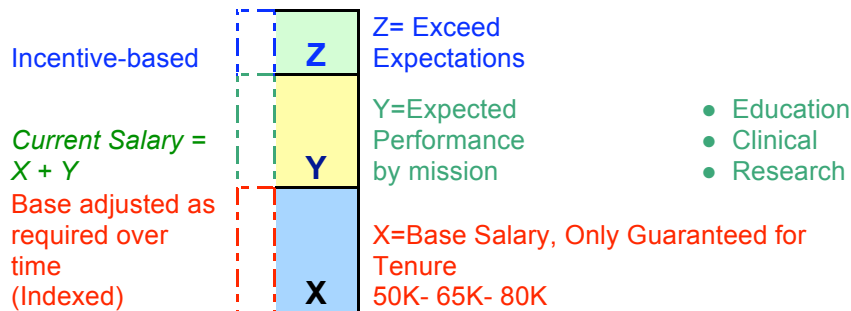 Incentive-based
Z
Z= Exceed
Expectations
Current Salary =
X + Y
Y
Y=Expected
Performance
by mission
● Education
● Clinical
● Research
Base adjusted as
required over
time
(Indexed)
X
X=Base Salary, Only Guaranteed for
Tenure
50K- 65K- 80K